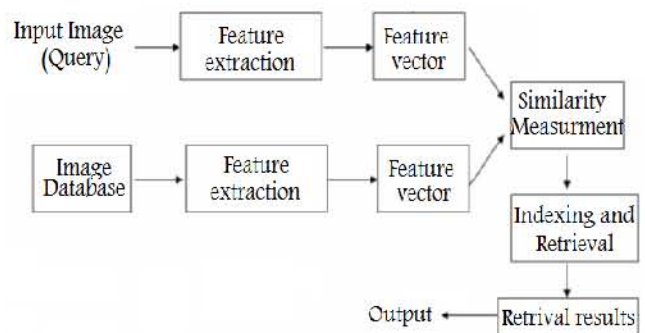 Input Image
(Query)
Feature
extraction
Feature
vector
Similarity
Measurment
Image
Database
Feature
extraction
Feature
vector
Indexing and
Retrieval
Output
Retrival results